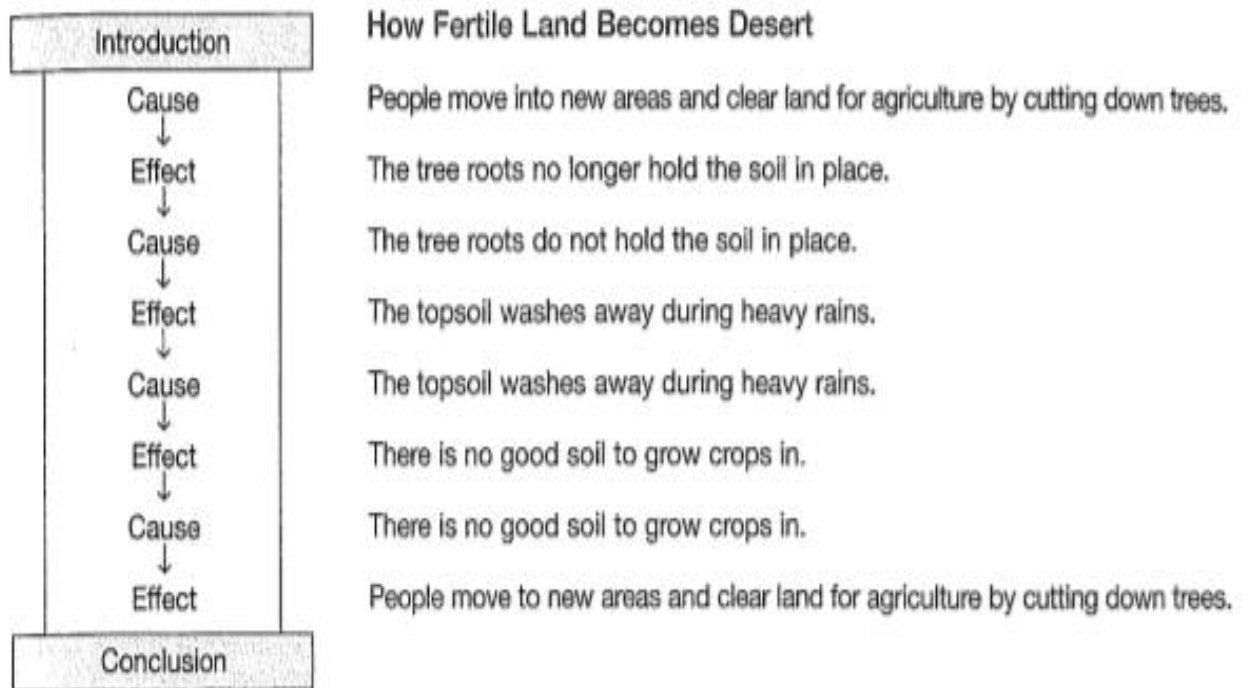 Introduction
How Fertile Land Becomes Desert
Cause
People move into new areas and clear land for agriculture by cutting down trees.
Effect
The tree roots no longer hold the soil in place.
Cause
The tree roots do not hold the soil in place.
Effect
The topsoil washes away during heavy rains.
Cause
The topsoil washes away during heavy rains.
Effect
There is no good soil to grow crops in.
Cause
There is no good soil to grow crops in.
Effect
People move to new areas and clear land for agriculture by cutting down trees.
Conclusion